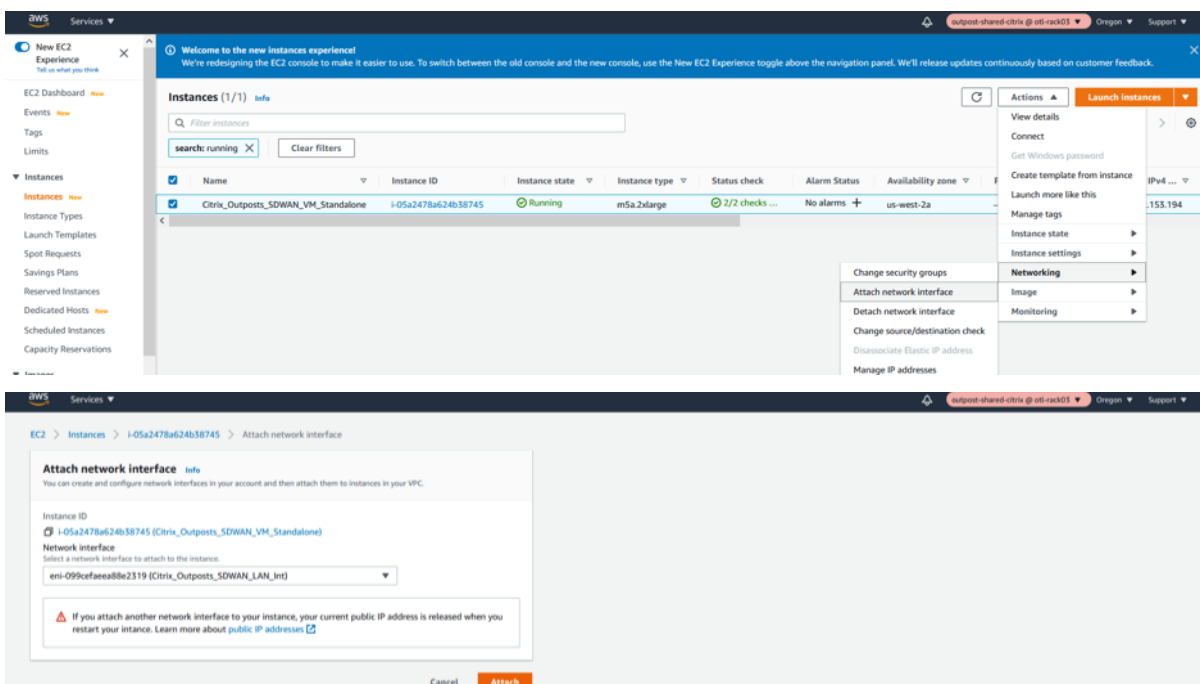 aws Services ▼ outpost-shared-citrix @ otl-rack03 ▼ Oregon ▼ Support ▼
New EC2
Experience
Tell us what you think
Welcome to the new instances experience!
We're redesigning the EC2 console to make it easier to use. To switch between the old console and the new console, use the New EC2 Experience toggle above the navigation panel. We'll release updates continuously based on customer feedback.
EC2 Dashboard New
Events New
Tags
Limits
Instances
Instances New
Instance Types
Launch Templates
Spot Requests
Savings Plans
Reserved Instances
Dedicated Hosts New
Scheduled Instances
Capacity Reservations
Instances (1/1) Info
Actions ▲ Launch instances ▼
Filter instances
search: running Clear filters
Name Instance ID Instance state Instance type Status check Alarm Status Availability zone IPv4 ...
Citrix_Outposts_SDWAN_VM_Standalone i-05a2478a624b38745 Running m5a.2xlarge 2/2 checks ... No alarms + us-west-2a – .153.194
View details
Connect
Get Windows password
Create template from instance
Launch more like this
Manage tags
Instance state
Instance settings
Networking
Image
Monitoring
Change security groups
Attach network interface
Detach network interface
Change source/destination check
Disassociate Elastic IP address
Manage IP addresses
aws Services ▼ outpost-shared-citrix @ otl-rack03 ▼ Oregon ▼ Support ▼
EC2 > Instances > i-05a2478a624b38745 > Attach network interface
Attach network interface Info
You can create and configure network interfaces in your account and then attach them to instances in your VPC.
Instance ID
i-05a2478a624b38745 (Citrix_Outposts_SDWAN_VM_Standalone)
Network interface
Select a network interface to attach to the instance.
eni-099cefaeea88e2319 (Citrix_Outposts_SDWAN_LAN_Int) ▼
If you attach another network interface to your instance, your current public IP address is released when you
restart your intance. Learn more about public IP addresses
Cancel Attach